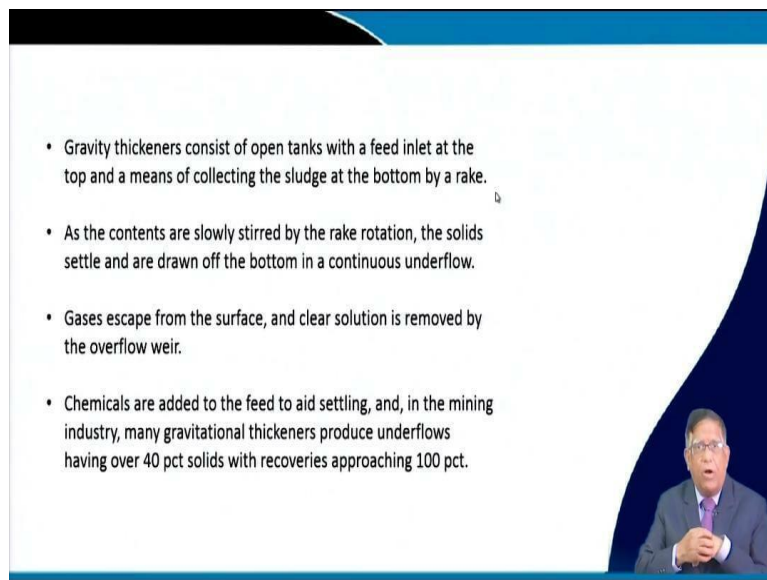 • Gravity thickeners consist of open tanks with a feed inlet at the
top and a means of collecting the sludge at the bottom by a rake.
• As the contents are slowly stirred by the rake rotation, the solids
settle and are drawn off the bottom in a continuous underflow.
• Gases escape from the surface, and clear solution is removed by
the overflow weir.
• Chemicals are added to the feed to aid settling, and, in the mining
industry, many gravitational thickeners produce underflows
having over 40 pct solids with recoveries approaching 100 pct.